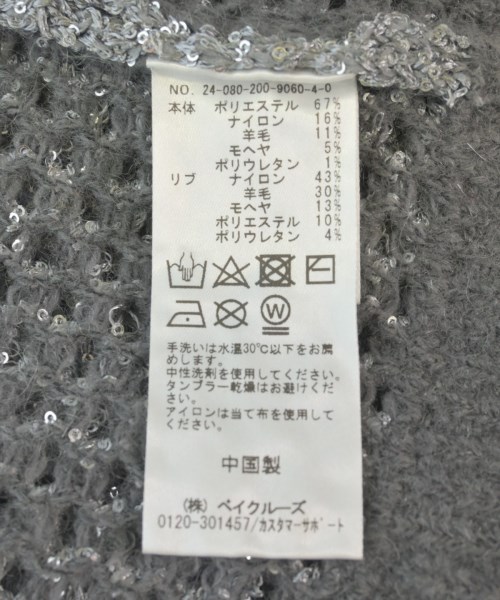 NO. 24-080-200-9060-4-0
本体 ポリエステル 67%
ナイロン 16%
羊毛 11%
モヘヤ 5%
ポリウレタン 1%
リブ ナイロン 43%
羊毛 30%
モヘヤ 13%
ポリエステル 10%
ポリウレタン 4%
W
手洗いは水温30℃以下をお薦
めします。
中性洗剤を使用してください。
タンブラー乾燥はお避けくださ
い。
アイロンは当て布を使用してく
ださい。
中国製
(株) ベイクルーズ
0120-301457/カスタマーサポート